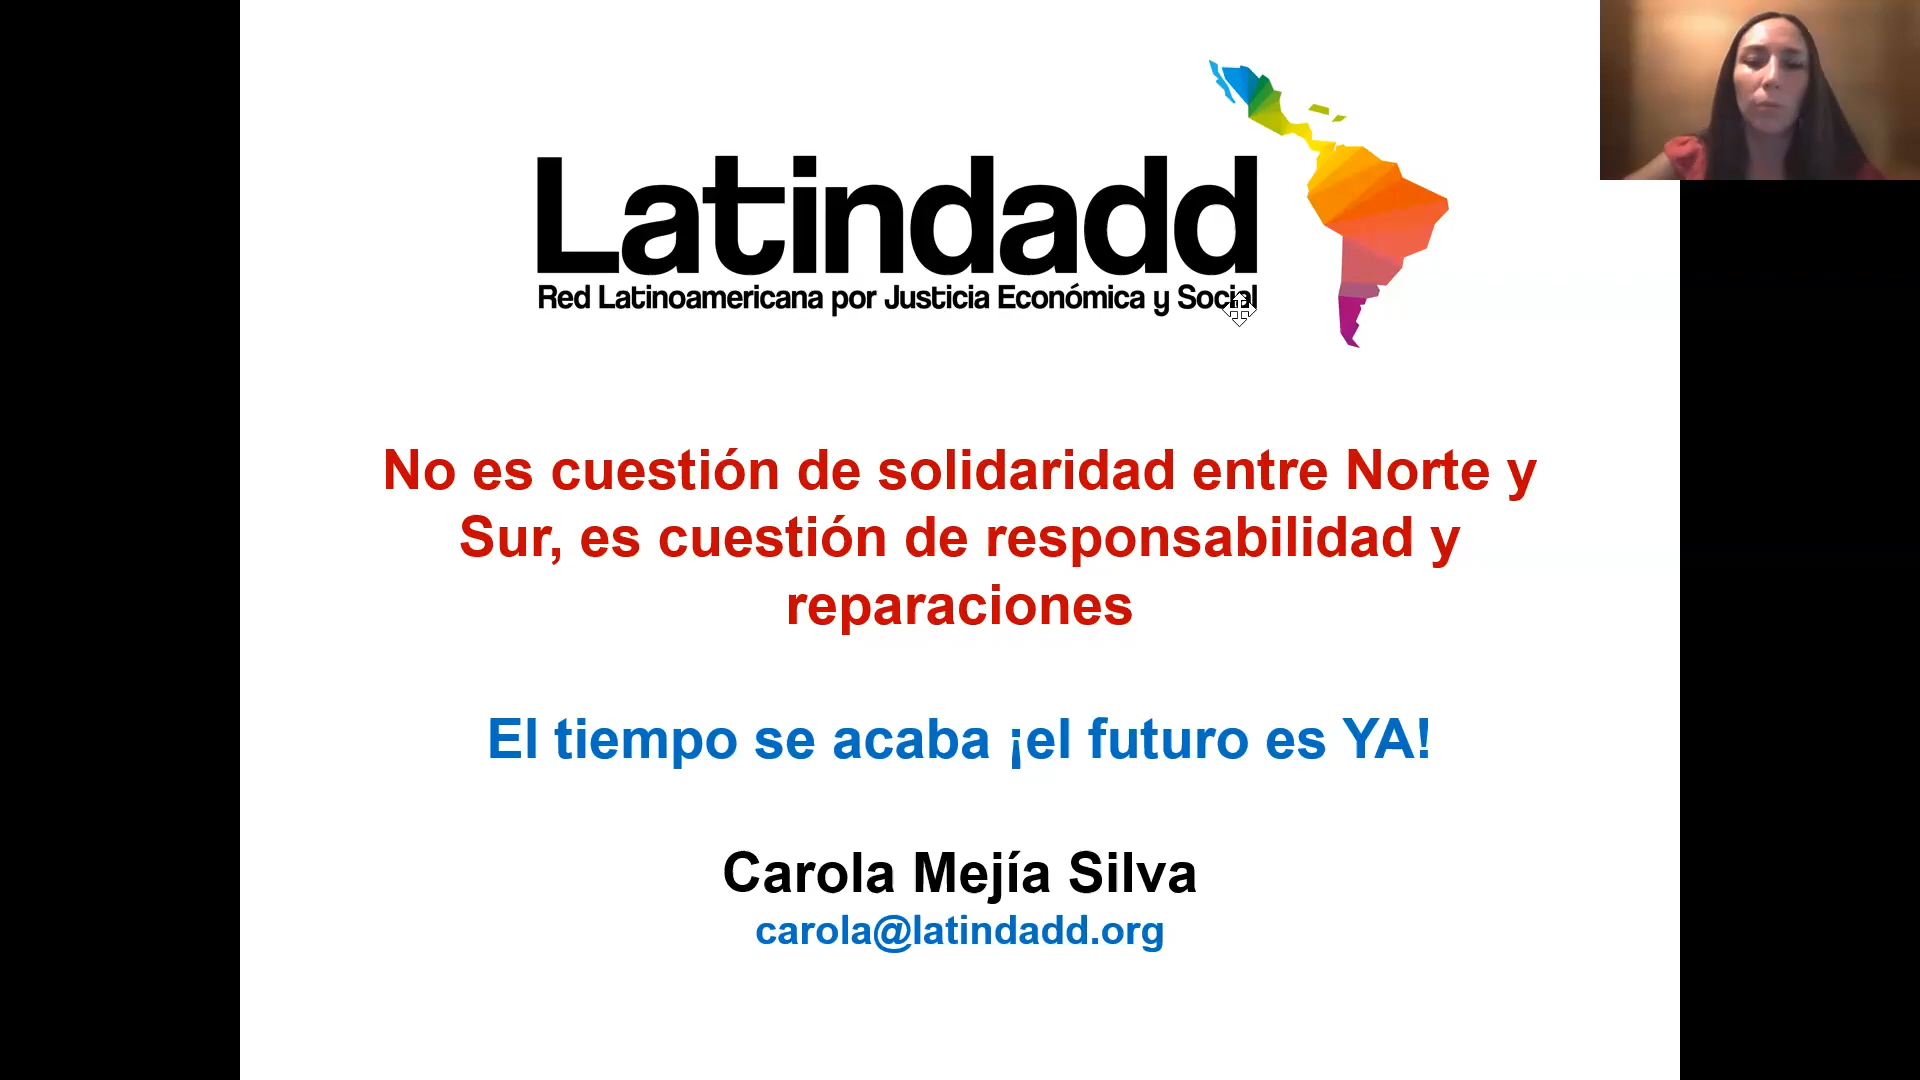 Latindadd
Red Latinoamericana por Justicia Económica y Social
No es cuestión de solidaridad entre Norte y
Sur, es cuestión de responsabilidad y
reparaciones
El tiempo se acaba ¡el futuro es YA!
Carola Mejía Silva
carola@latindadd.org